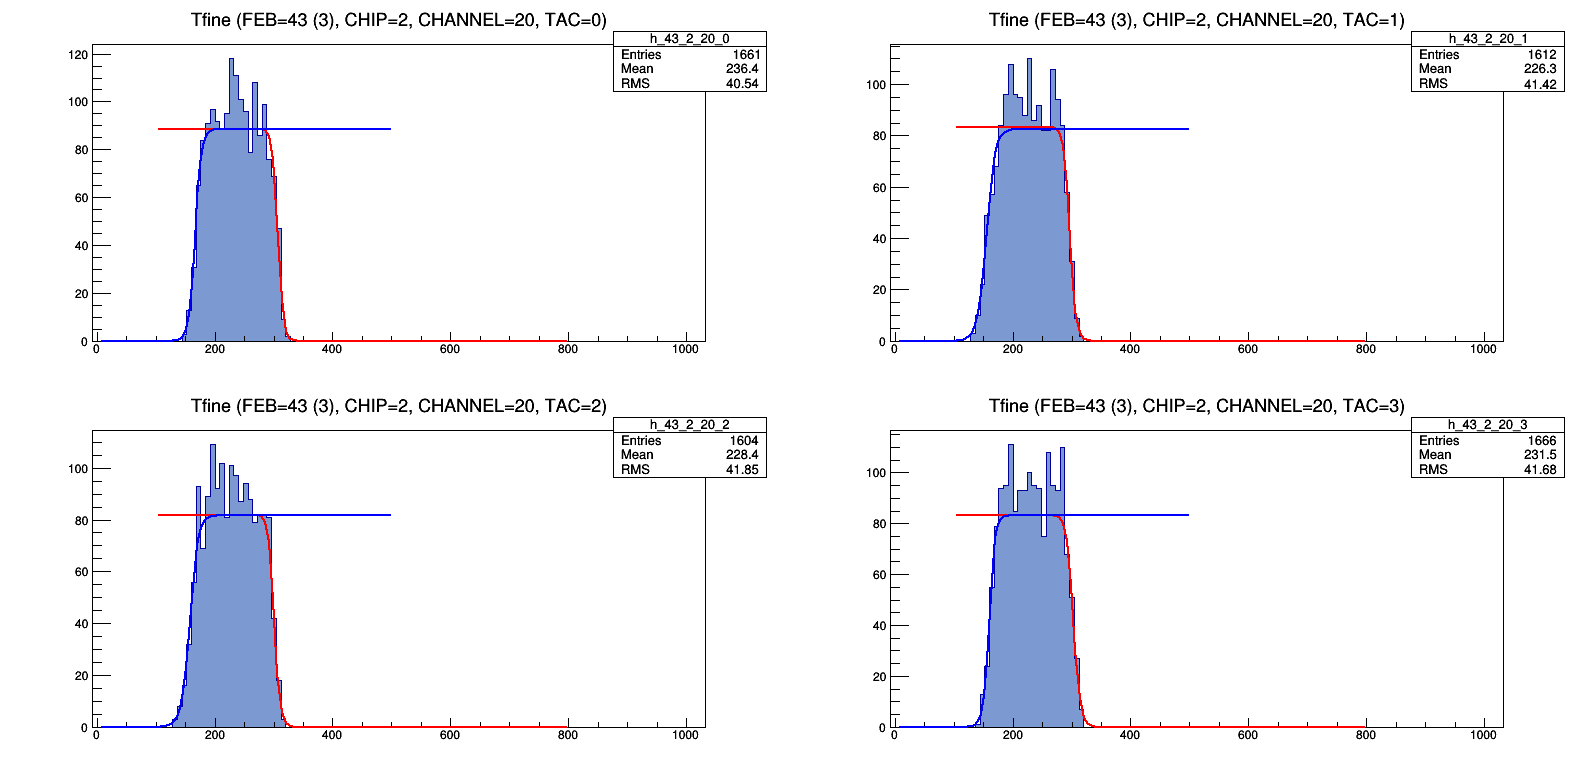 Tfine (FEB=43 (3), CHIP=2, CHANNEL=20, TAC=0)
h_43_2_20_0
Entries 1661
Mean 236.4
RMS 40.54
120
100
80
60
40
20
0
0 200 400 600 800 1000
Tfine (FEB=43 (3), CHIP=2, CHANNEL=20, TAC=1)
h_43_2_20_1
Entries 1612
Mean 226.3
RMS 41.42
100
80
60
40
20
0
0 200 400 600 800 1000
Tfine (FEB=43 (3), CHIP=2, CHANNEL=20, TAC=2)
h_43_2_20_2
Entries 1604
Mean 228.4
RMS 41.85
100
80
60
40
20
0
0 200 400 600 800 1000
Tfine (FEB=43 (3), CHIP=2, CHANNEL=20, TAC=3)
h_43_2_20_3
Entries 1666
Mean 231.5
RMS 41.68
100
80
60
40
20
0
0 200 400 600 800 1000